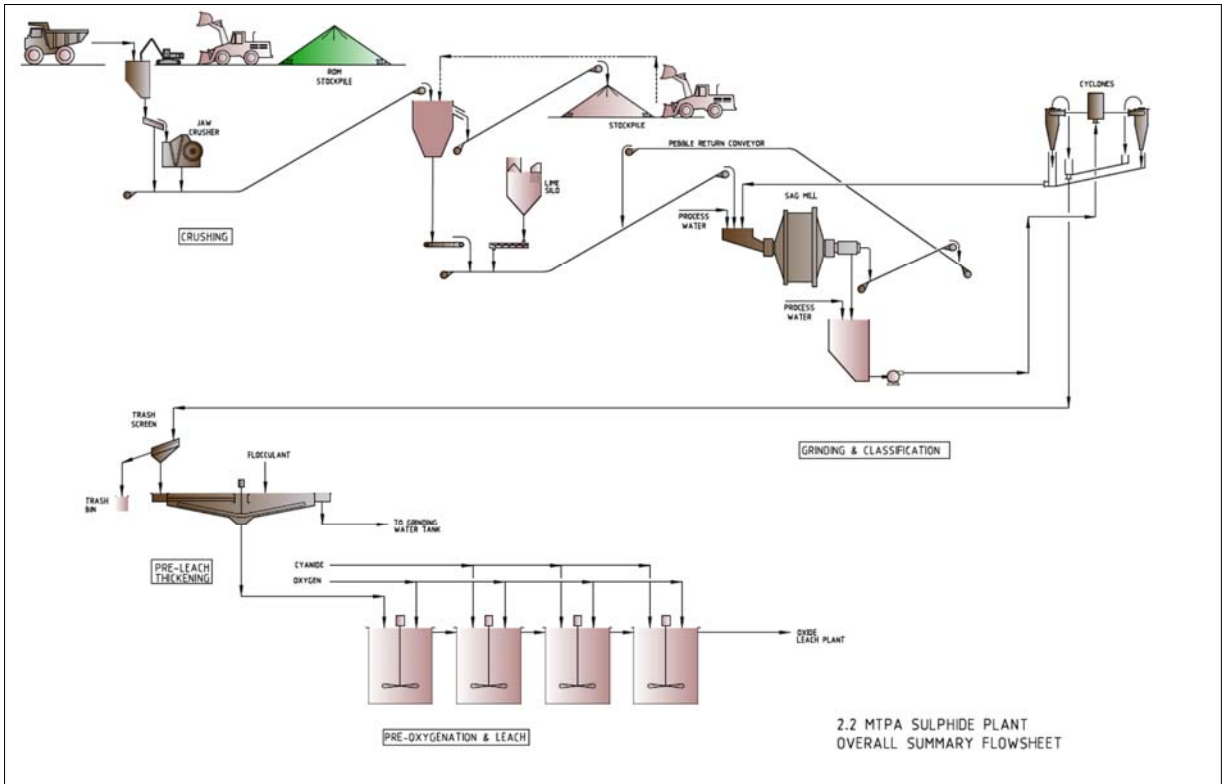 ROM
STOCKPILE
JAW
CRUSHER
CRUSHING
STOCKPILE
LIME
SILO
PEBBLE RETURN CONVEYOR
CYCLONES
SAG MILL
PROCESS
WATER
PROCESS
WATER
GRINDING & CLASSIFICATION
TRASH
SCREEN
FLOCCULANT
TRASH
BIN
TO GRINDING
WATER TANK
PRE-LEACH
THICKENING
CYANIDE
OXYGEN
OXIDE
LEACH PLANT
PRE-OXYGENATION & LEACH
2.2 MTPA SULPHIDE PLANT
OVERALL SUMMARY FLOWSHEET